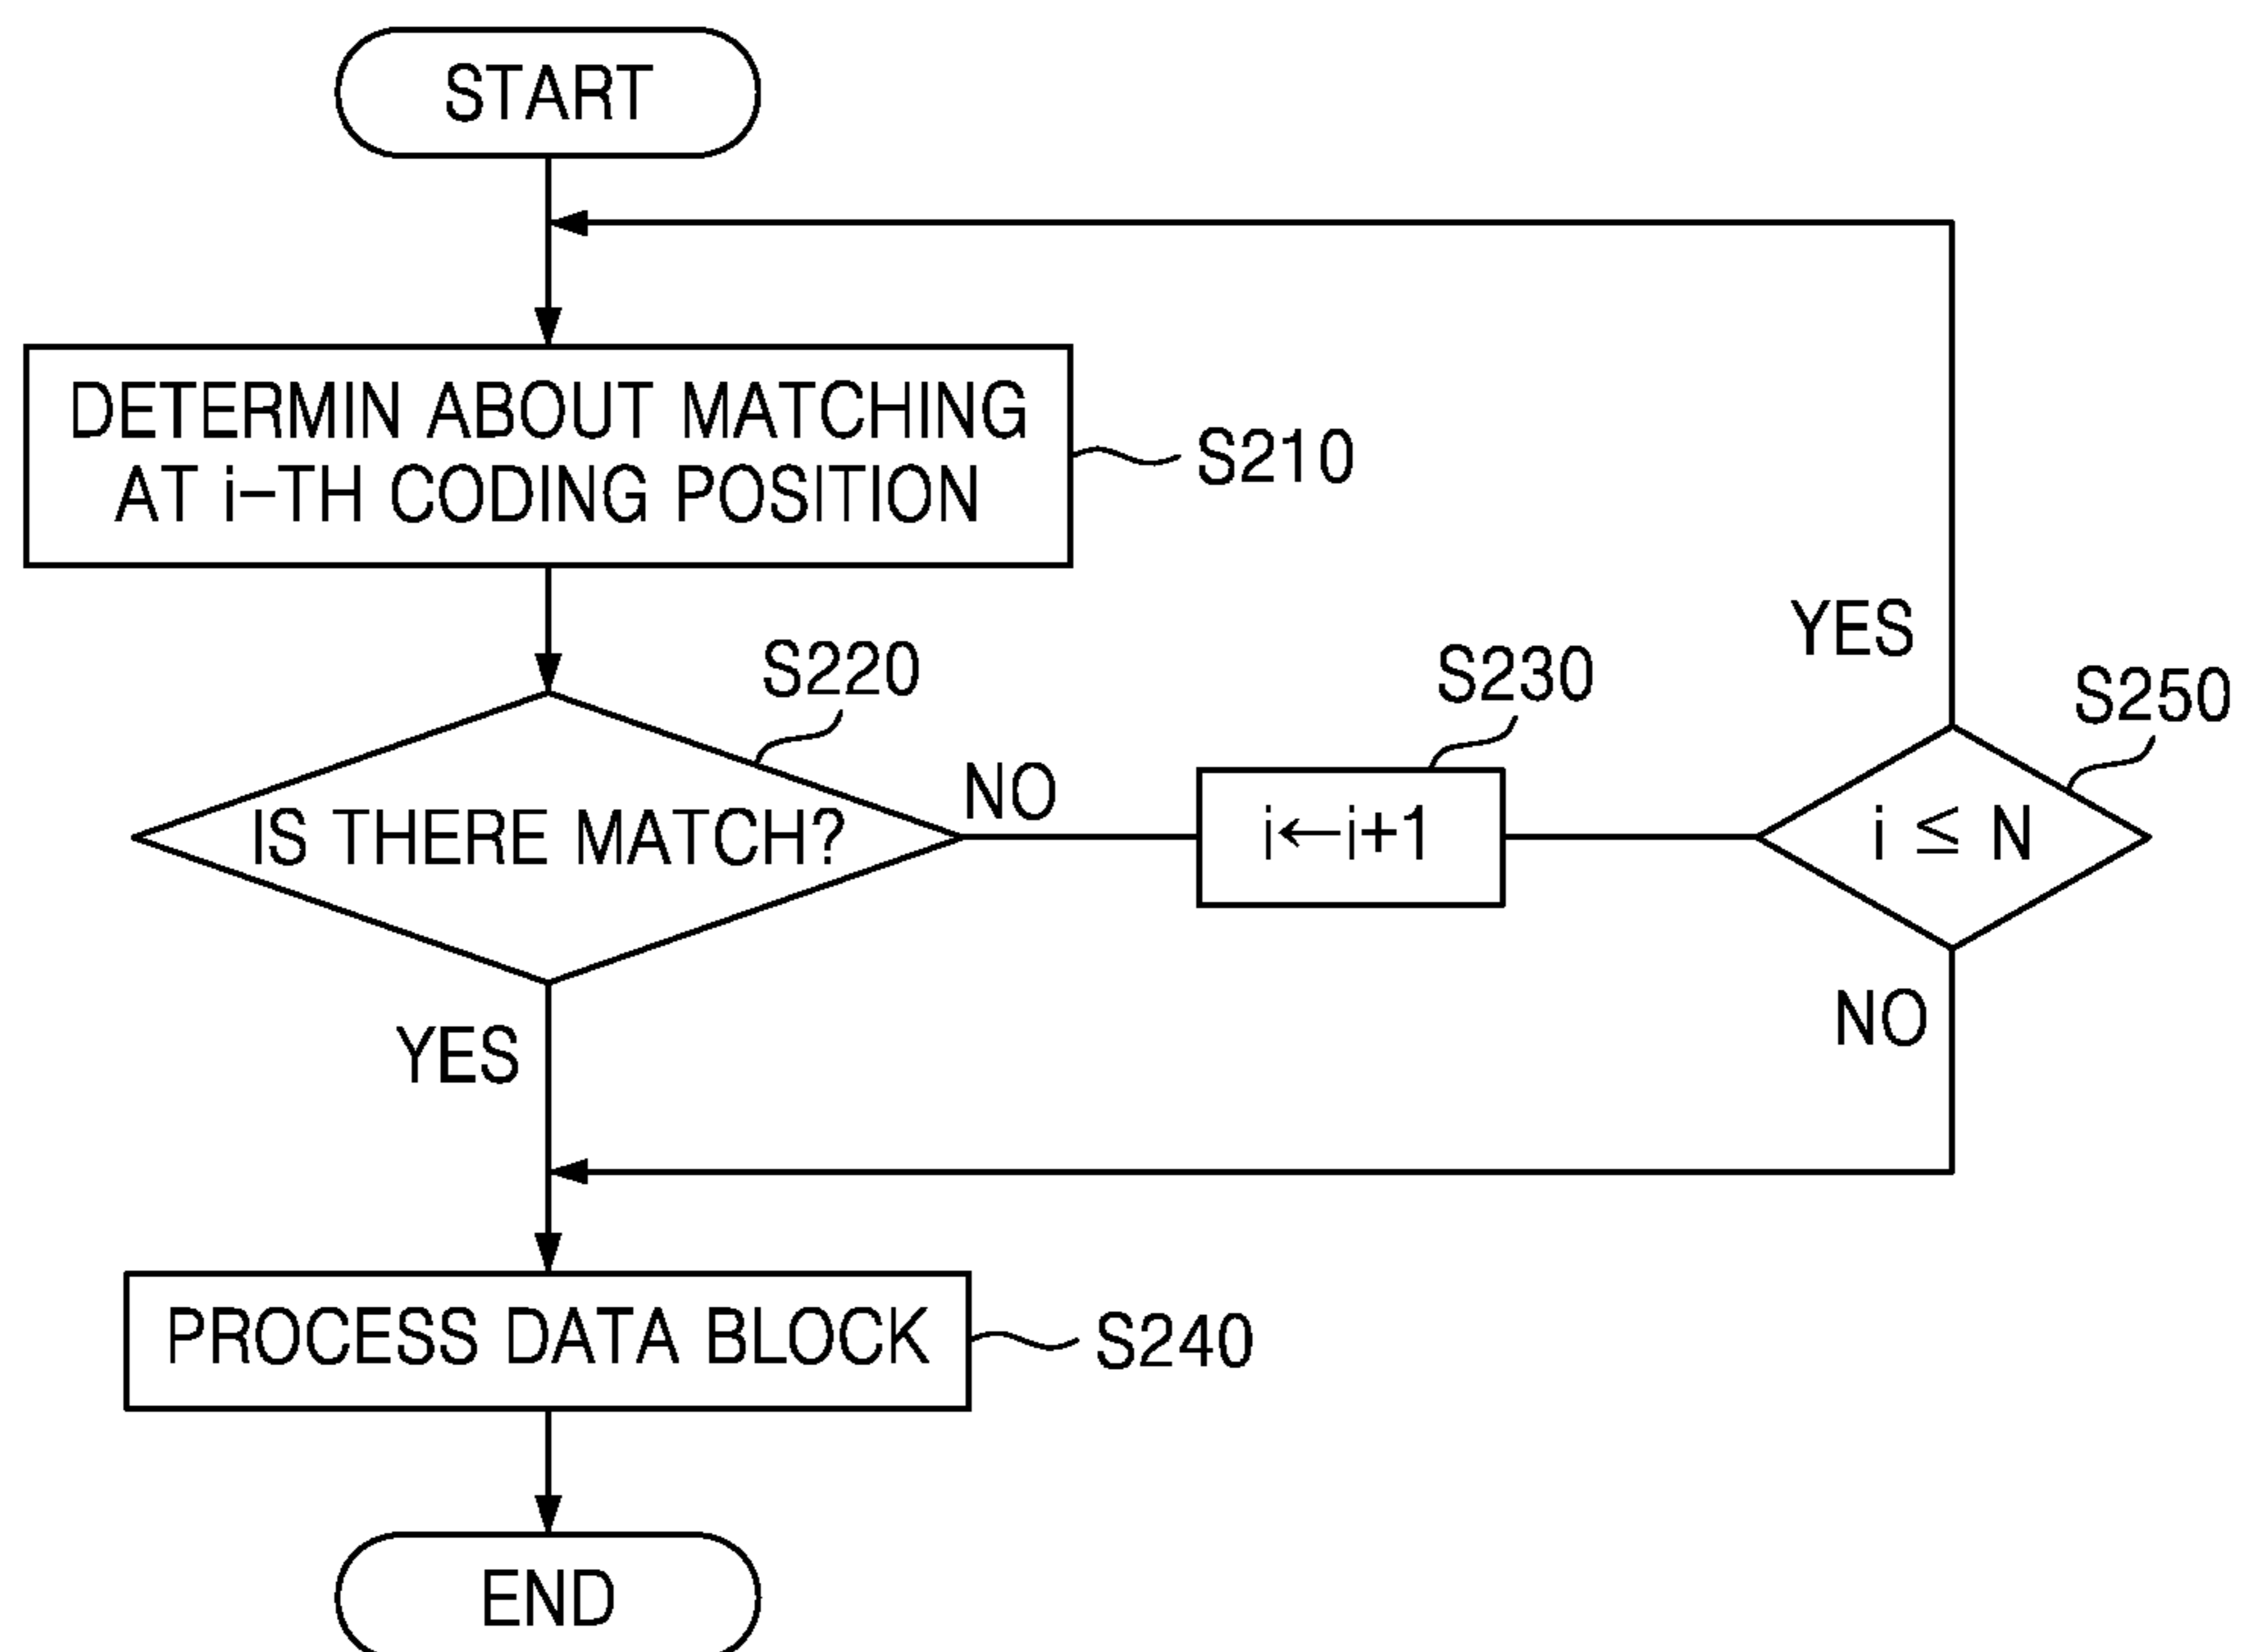 START
DETERMIN ABOUT MATCHING
AT i-TH CODING POSITION
S210
S220
IS THERE MATCH?
NO
S230
i←i+1
YES
S250
i ≦ N
NO
YES
PROCESS DATA BLOCK
S240
END